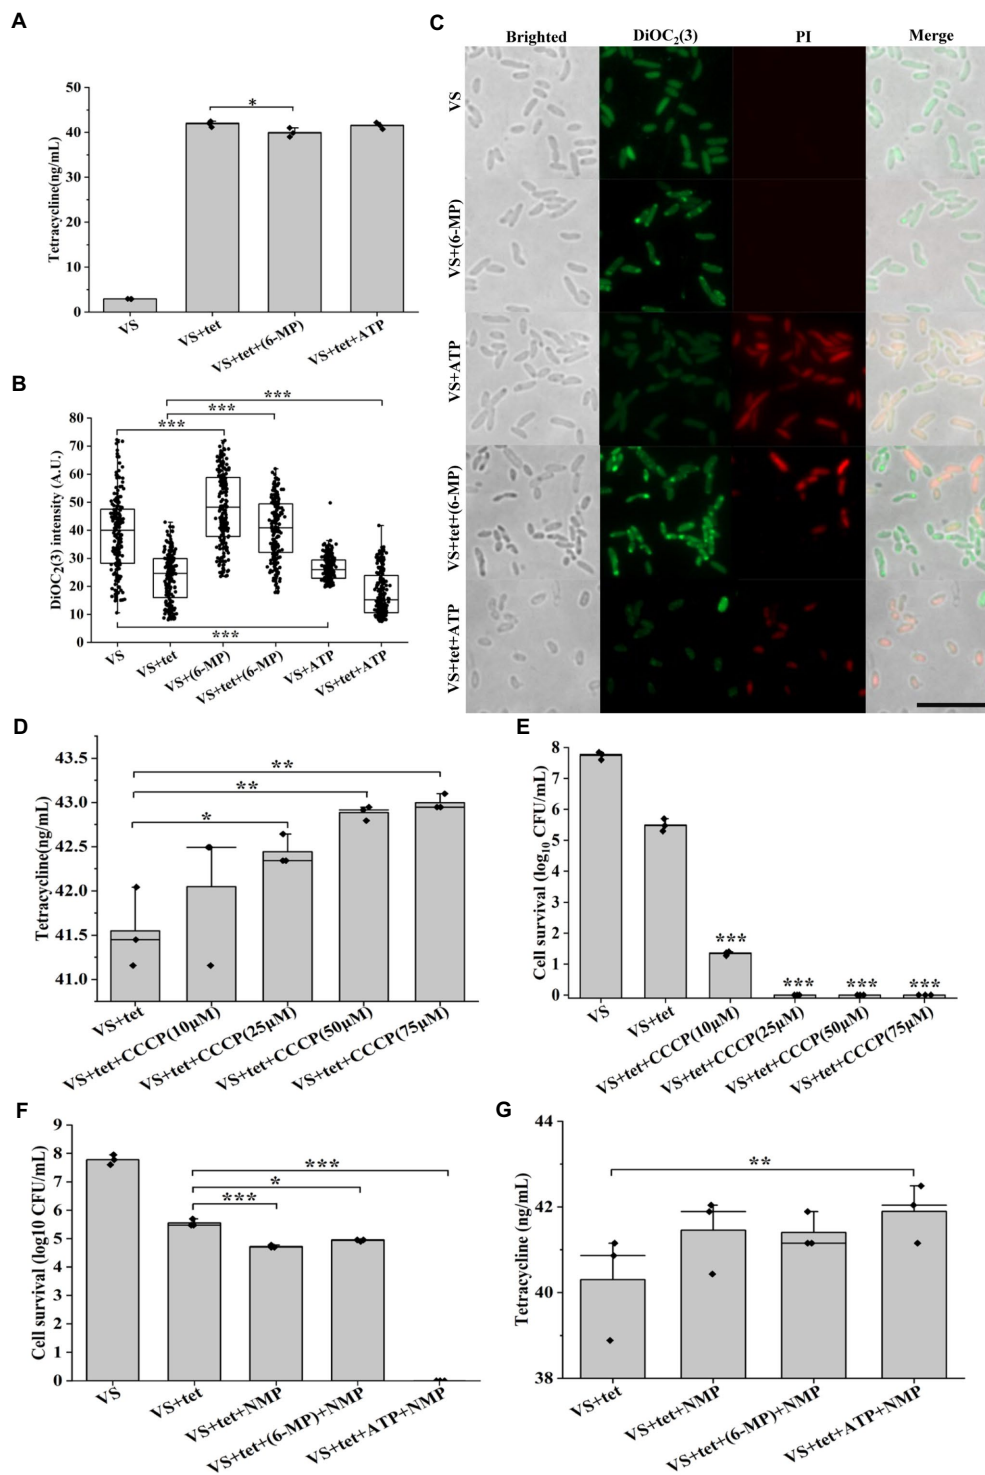 A
Tetracycline(ng/mL)
50
40
30
20
10
0
*
VS
VS+tet
VS+tet+(6-MP)
VS+tet+ATP
B
DiOC2(3) intensity (A.U.)
80
70
60
50
40
30
20
10
0
***
***
***
***
VS
VS+tet
VS+(6-MP)
VS+tet+(6-MP)
VS+ATP
VS+tet+ATP
C
Brighted
DiOC2(3)
PI
Merge
VS
VS+(6-MP)
VS+ATP
VS+tet+(6-MP)
VS+tet+ATP
D
Tetracycline(ng/mL)
43.5
43.0
42.5
42.0
41.5
41.0
**
**
*
VS+tet
VS+tet+CCCP(10μM)
VS+tet+CCCP(25μM)
VS+tet+CCCP(50μM)
VS+tet+CCCP(75μM)
E
Cell survival (log10 CFU/mL)
8
7
6
5
4
3
2
1
0
***
***
***
***
VS
VS+tet
VS+tet+CCCP(10μM)
VS+tet+CCCP(25μM)
VS+tet+CCCP(50μM)
VS+tet+CCCP(75μM)
F
Cell survival (log10 CFU/mL)
9
8
7
6
5
4
3
2
1
0
***
*
***
VS
VS+tet
VS+tet+NMP
VS+tet+(6-MP)+NMP
VS+tet+ATP+NMP
G
Tetracycline (ng/mL)
44
42
40
38
**
VS+tet
VS+tet+NMP
VS+tet+(6-MP)+NMP
VS+tet+ATP+NMP